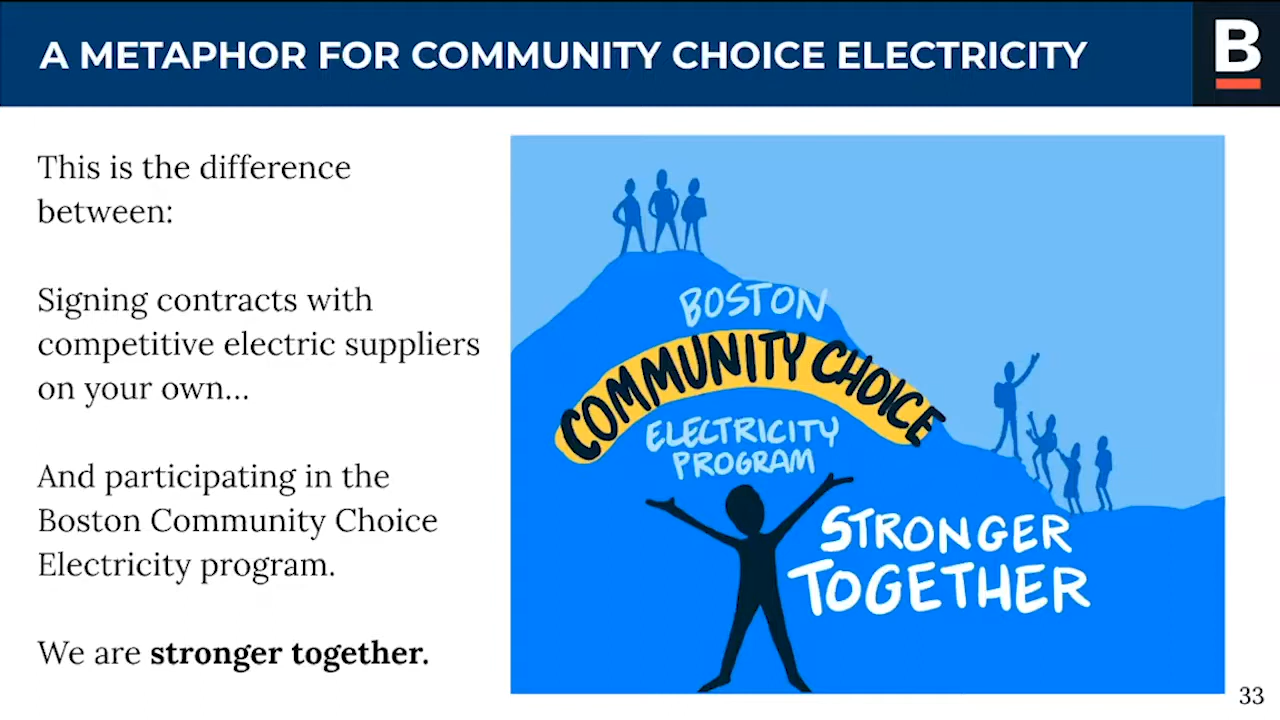 A METAPHOR FOR COMMUNITY CHOICE ELECTRICITY
B
This is the difference
between:
Signing contracts with
competitive electric suppliers
on your own...
And participating in the
Boston Community Choice
Electricity program.
We are stronger together.
BOSTON
COMMUNITY CHOICE
ELECTRICITY
PROGRAM
STRONGER
TOGETHER
33